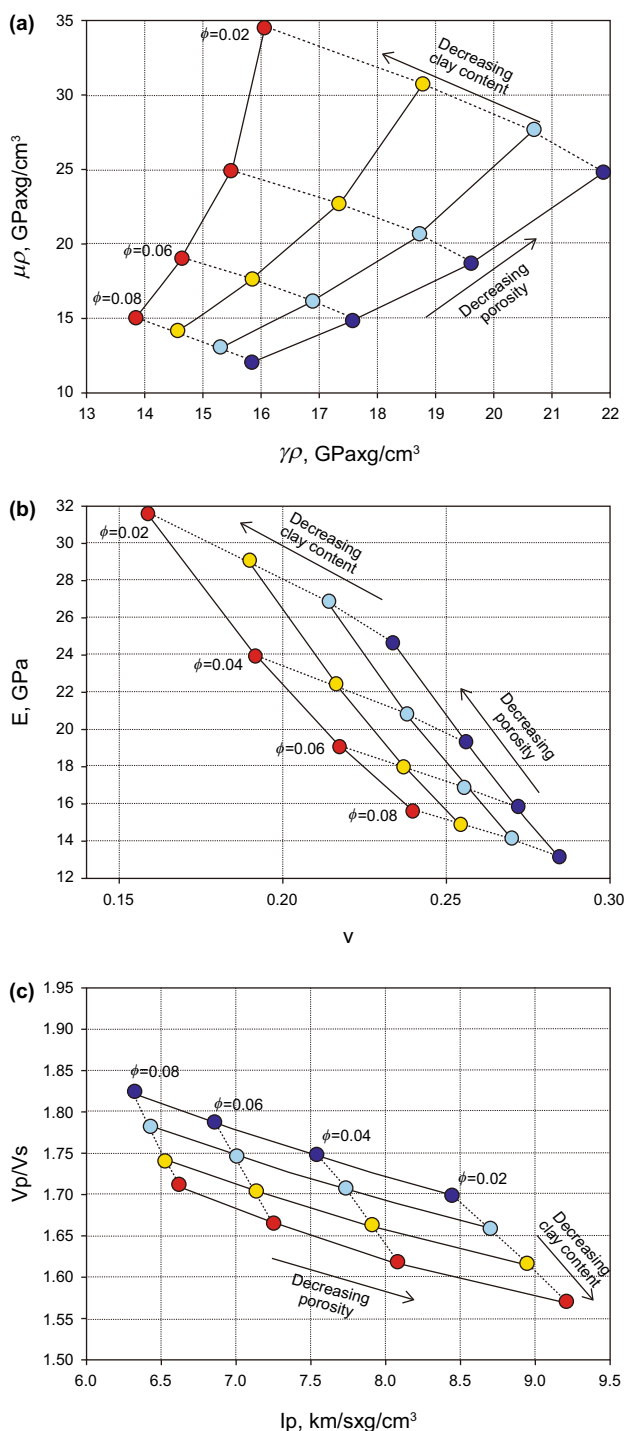 (a)
35
30
25
20
15
10
μρ, GPaxg/cm³
ϕ=0.02
ϕ=0.06
ϕ=0.08
Decreasing
clay content
Decreasing
porosity
13 14 15 16 17 18 19 20 21 22
γρ, GPaxg/cm³
(b)
32
30
28
26
24
22
20
18
16
14
12
E, GPa
ϕ=0.02
ϕ=0.04
ϕ=0.06
ϕ=0.08
Decreasing
clay content
Decreasing
porosity
0.15 0.20 0.25 0.30
v
(c)
1.95
1.90
1.85
1.80
1.75
1.70
1.65
1.60
1.55
1.50
Vp/Vs
ϕ=0.08
ϕ=0.06
ϕ=0.04
ϕ=0.02
Decreasing
clay content
Decreasing
porosity
6.0 6.5 7.0 7.5 8.0 8.5 9.0 9.5
Ip, km/sxg/cm³